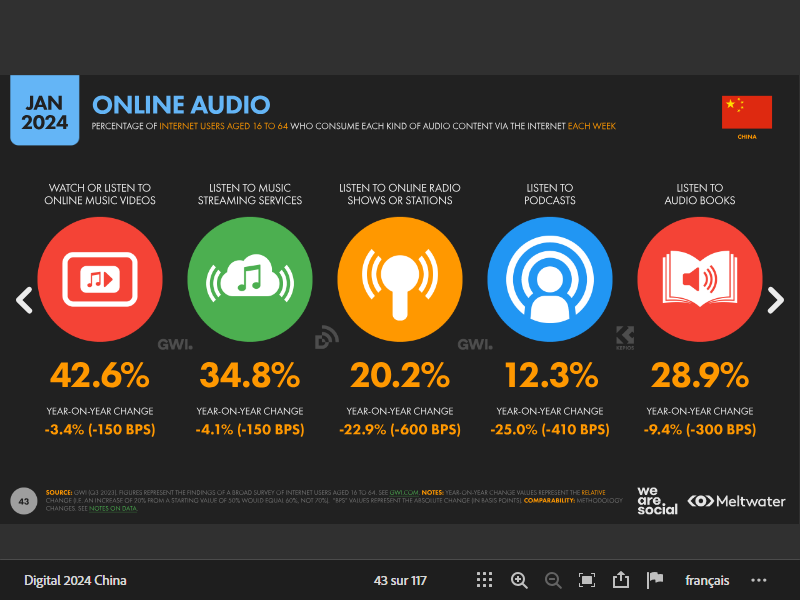 JAN
2024
ONLINE AUDIO
PERCENTAGE OF INTERNET USERS AGED 16 TO 64 WHO CONSUME EACH KIND OF AUDIO CONTENT VIA THE INTERNET EACH WEEK
CHINA
WATCH OR LISTEN TO
ONLINE MUSIC VIDEOS
LISTEN TO MUSIC
STREAMING SERVICES
LISTEN TO ONLINE RADIO
SHOWS OR STATIONS
LISTEN TO
PODCASTS
LISTEN TO
AUDIO BOOKS
GWI.
GWI.
KEPIOS
42.6%
34.8%
20.2%
12.3%
28.9%
YEAR-ON-YEAR CHANGE
-3.4% (-150 BPS)
YEAR-ON-YEAR CHANGE
-4.1% (-150 BPS)
YEAR-ON-YEAR CHANGE
-22.9% (-600 BPS)
YEAR-ON-YEAR CHANGE
-25.0% (-410 BPS)
YEAR-ON-YEAR CHANGE
-9.4% (-300 BPS)
43
SOURCE: GWI (Q3 2023). FIGURES REPRESENT THE FINDINGS OF A BROAD SURVEY OF INTERNET USERS AGED 16 TO 64. SEE GWI.COM. NOTES: YEAR-ON-YEAR CHANGE VALUES REPRESENT THE RELATIVE
CHANGE (I.E. AN INCREASE OF 20% FROM A STARTING VALUE OF 50% WOULD EQUAL 60%, NOT 70%). "BPS" VALUES REPRESENT THE ABSOLUTE CHANGE (IN BASIS POINTS). COMPARABILITY: METHODOLOGY
CHANGES. SEE NOTES ON DATA.
we
are.
social
Meltwater
Digital 2024 China
43 sur 117
français